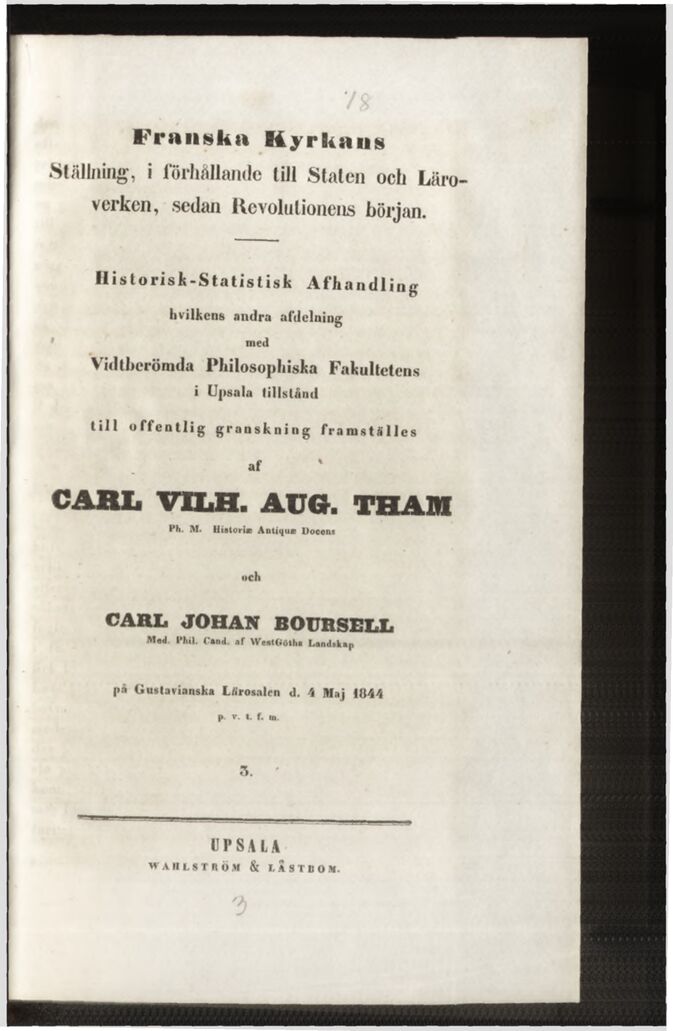 18
Franska Kyrkans
Ställning, i förhållande till Staten och Läro-
verken, sedan Revolutionens början.
Historisk-Statistisk Afhandling
hvilkens andra afdelning
med
Vidtberömda Philosophiska Fakultetens
i Upsala tillstånd
till offentlig granskning framställes
af
CARL VILH. AUG. THAM
Ph. M. Historiæ Antiquæ Docens
och
CARL JOHAN BOURSELL
Med. Phil. Cand. af WestGötha Landskap
på Gustavianska Lärosalen d. 4 Maj 1844
p. v. t. f. m.
3.
UPSALA
WAHLSTRÖM & LÅSTBOM.
3